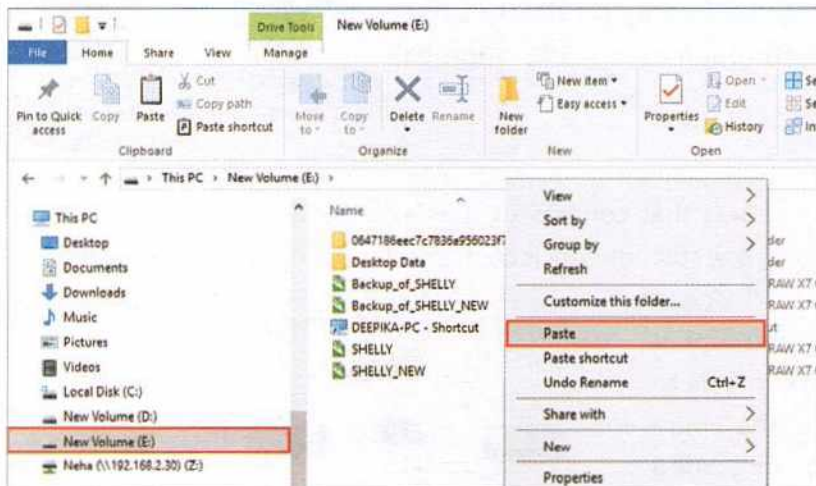 Drive Tools New Volume (E:)
File Home Share View Manage
Pin to Quick access
Copy
Paste
Cut
Copy path
Paste shortcut
Move to
Copy to
Delete
Rename
New folder
New item
Easy access
Properties
Open
Edit
History
Clipboard Organize New Open
This PC > New Volume (E:) >
This PC
Desktop
Documents
Downloads
Music
Pictures
Videos
Local Disk (C:)
New Volume (D:)
New Volume (E:)
Neha (\\192.168.2.30) (Z:)
Name
Desktop Data
Backup_of_SHELLY
Backup_of_SHELLY_NEW
DEEPIKA-PC - Shortcut
SHELLY
SHELLY_NEW
View
Sort by
Group by
Refresh
Customize this folder...
Paste
Paste shortcut
Undo Rename Ctrl+Z
Share with
New
Properties